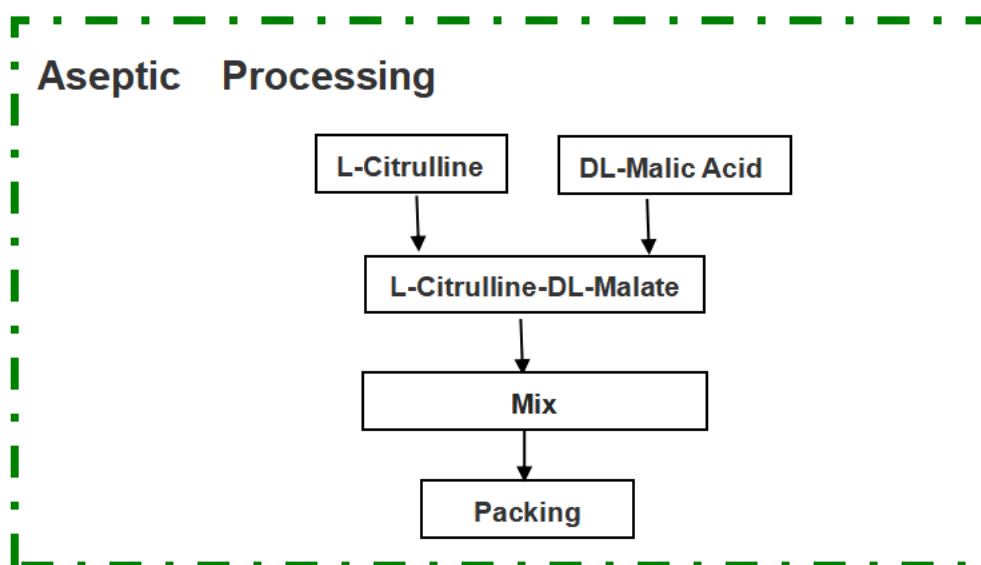 Aseptic Processing
L-Citrulline
DL-Malic Acid
L-Citrulline-DL-Malate
Mix
Packing